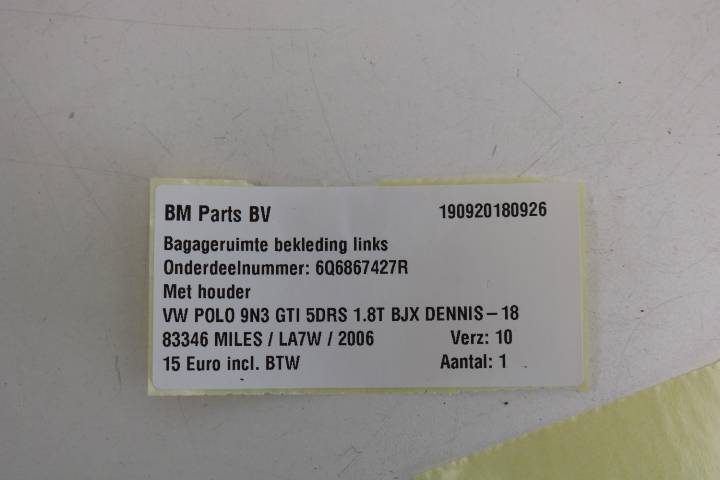 BM Parts BV 190920180926
Bagageruimte bekleding links
Onderdeelnummer: 6Q6867427R
Met houder
VW POLO 9N3 GTI 5DRS 1.8T BJX DENNIS – 18
83346 MILES / LA7W / 2006 Verz: 10
15 Euro incl. BTW Aantal: 1